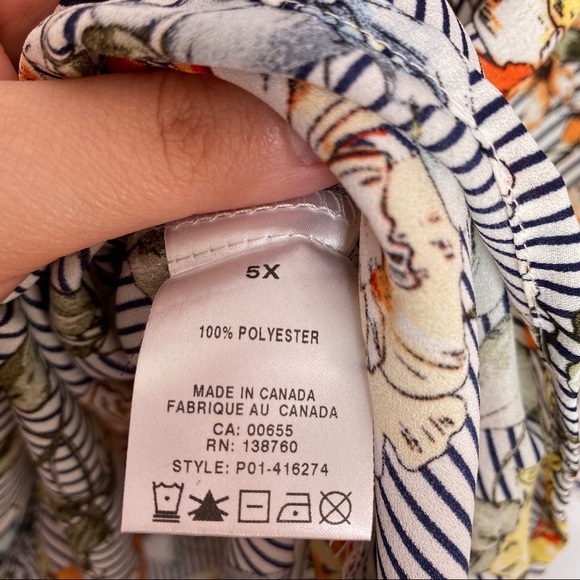 5X
100% POLYESTER
MADE IN CANADA
FABRIQUE AU CANADA
CA: 00655
RN: 138760
STYLE: P01-416274